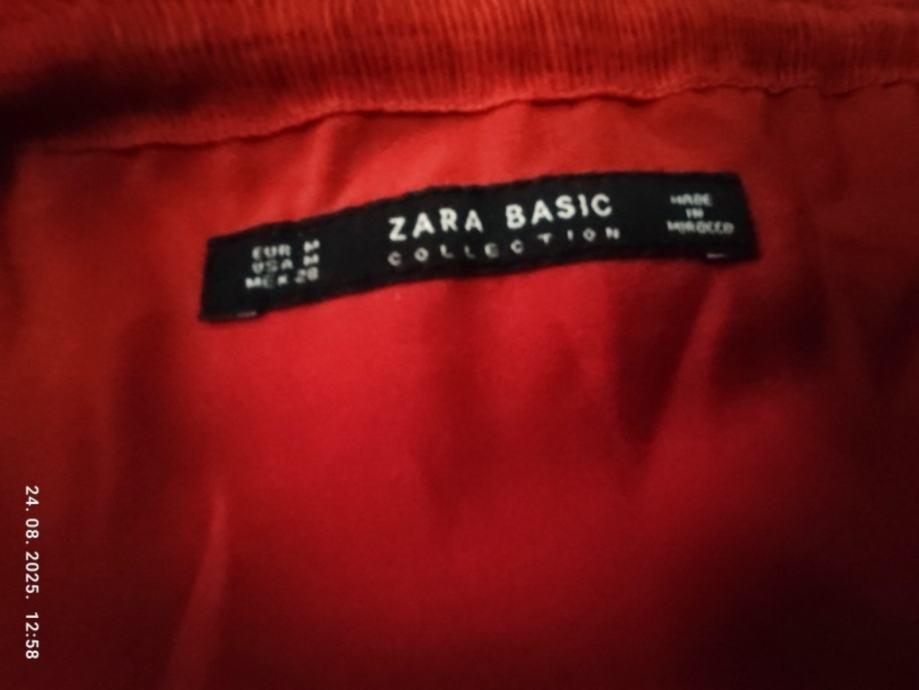 EUR M
USA M
MEX 28
ZARA BASIC
COLLECTION
MADE
IN
MOROCCO
24. 08. 2025. 12:58